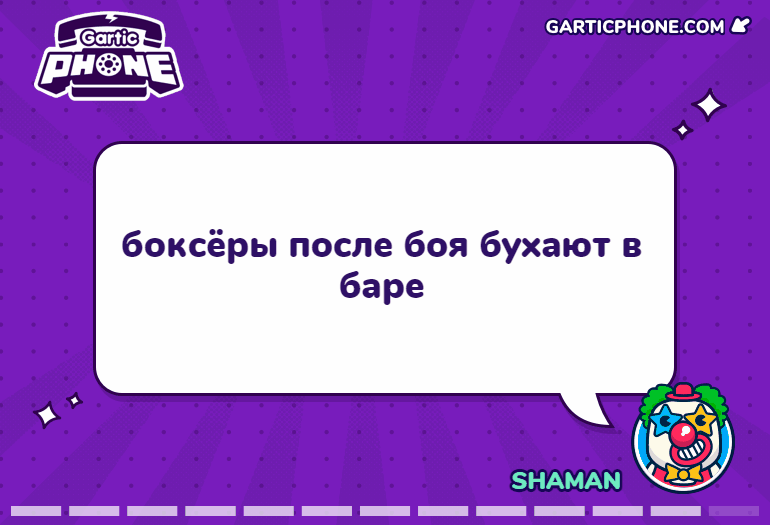 Gartic
PHONE
GARTICPHONE.COM
боксёры после боя бухают в
баре
SHAMAN